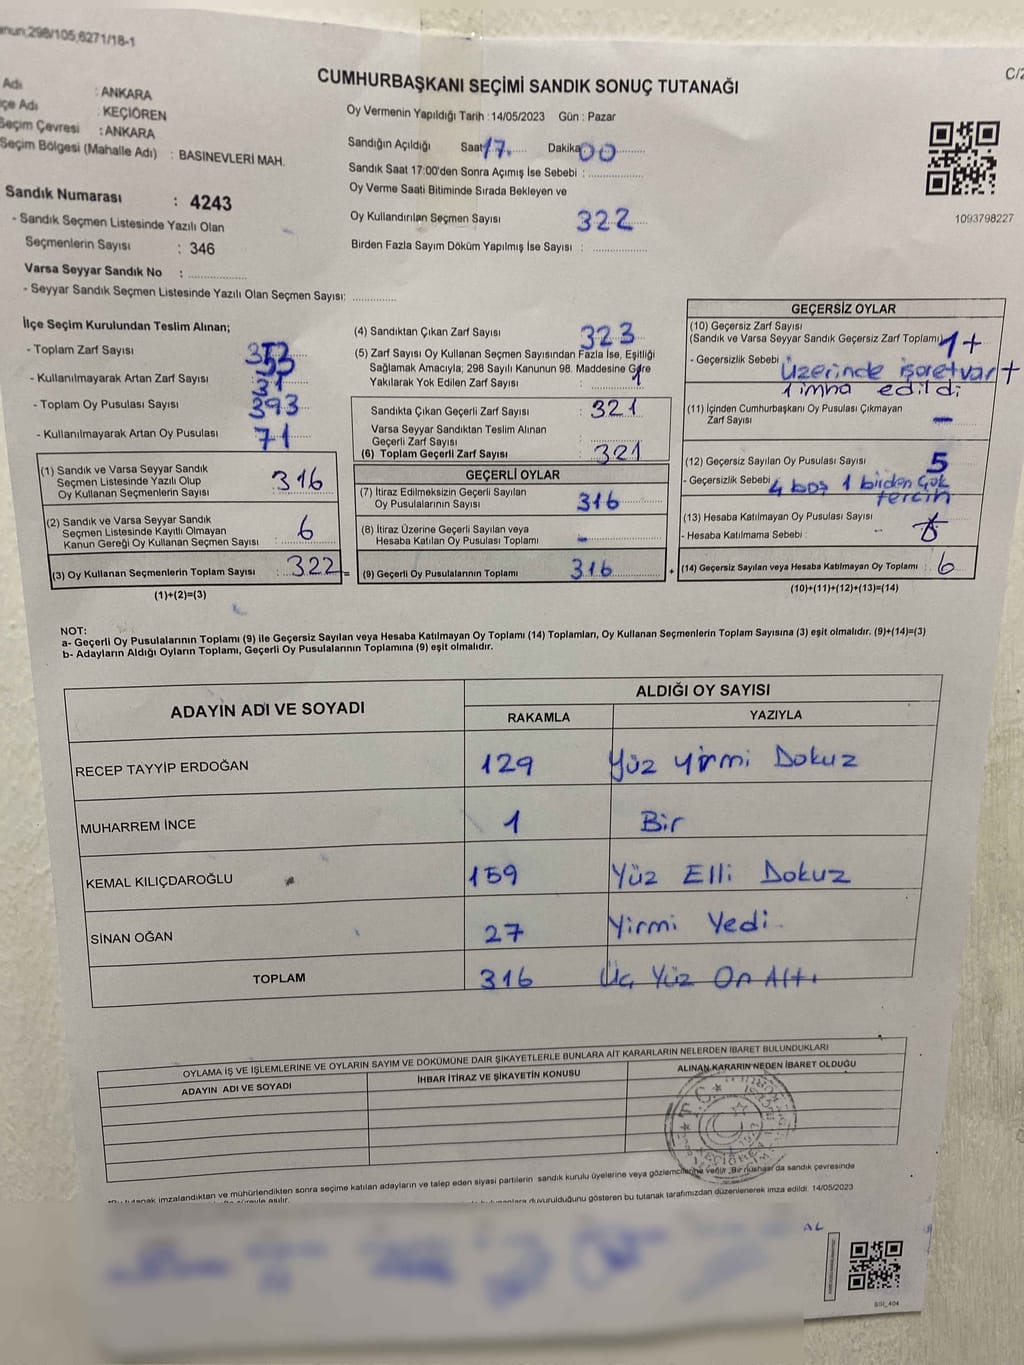 anun;298/105,6271/18-1
C/2
CUMHURBAŞKANI SEÇİMİ SANDIK SONUÇ TUTANAĞI
Adı : ANKARA
çe Adı : KEÇİÖREN
Seçim Çevresi : ANKARA
Seçim Bölgesi (Mahalle Adı) : BASINEVLERİ MAH.
Sandık Numarası : 4243
- Sandık Seçmen Listesinde Yazılı Olan
Seçmenlerin Sayısı : 346
Varsa Seyyar Sandık No :
- Seyyar Sandık Seçmen Listesinde Yazılı Olan Seçmen Sayısı:
Oy Vermenin Yapıldığı Tarih : 14/05/2023 Gün : Pazar
Sandığın Açıldığı Saat 17. Dakika 00
Sandık Saat 17:00'den Sonra Açımış İse Sebebi :
Oy Verme Saati Bitiminde Sırada Bekleyen ve
Oy Kullandırılan Seçmen Sayısı 322
Birden Fazla Sayım Döküm Yapılmış İse Sayısı :
1093798227
İlçe Seçim Kurulundan Teslim Alınan;
- Toplam Zarf Sayısı 353
- Kullanılmayarak Artan Zarf Sayısı 31
- Toplam Oy Pusulası Sayısı 393
- Kullanılmayarak Artan Oy Pusulası 71
(1) Sandık ve Varsa Seyyar Sandık
Seçmen Listesinde Yazılı Olup
Oy Kullanan Seçmenlerin Sayısı 316
(2) Sandık ve Varsa Seyyar Sandık
Seçmen Listesinde Kayıtlı Olmayan
Kanun Gereği Oy Kullanan Seçmen Sayısı : 6
(3) Oy Kullanan Seçmenlerin Toplam Sayısı : 322 =
(1)+(2)=(3)
(4) Sandıktan Çıkan Zarf Sayısı 323
(5) Zarf Sayısı Oy Kullanan Seçmen Sayısından Fazla İse, Eşitliği
Sağlamak Amacıyla; 298 Sayılı Kanunun 98. Maddesine Göre
Yakılarak Yok Edilen Zarf Sayısı : 1
Sandıkta Çıkan Geçerli Zarf Sayısı : 321
Varsa Seyyar Sandıktan Teslim Alınan
Geçerli Zarf Sayısı :
(6) Toplam Geçerli Zarf Sayısı : 321
GEÇERLİ OYLAR
(7) İtiraz Edilmeksizin Geçerli Sayılan
Oy Pusulalarının Sayısı : 316
(8) İtiraz Üzerine Geçerli Sayılan veya
Hesaba Katılan Oy Pusulası Toplamı : -
(9) Geçerli Oy Pusulalarının Toplamı 316 +
GEÇERSİZ OYLAR
(10) Geçersiz Zarf Sayısı
(Sandık ve Varsa Seyyar Sandık Geçersiz Zarf Toplamı) 1+
- Geçersizlik Sebebi : üzerinde işaret var +
1 imha edildi
(11) İçinden Cumhurbaşkanı Oy Pusulası Çıkmayan
Zarf Sayısı -
(12) Geçersiz Sayılan Oy Pusulası Sayısı 5
- Geçersizlik Sebebi : 4 boş 1 birden çok
tercih
(13) Hesaba Katılmayan Oy Pusulası Sayısı
- Hesaba Katılmama Sebebi :
(14) Geçersiz Sayılan veya Hesaba Katılmayan Oy Toplamı : 6
(10)+(11)+(12)+(13)=(14)
NOT:
a- Geçerli Oy Pusulalarının Toplamı (9) ile Geçersiz Sayılan veya Hesaba Katılmayan Oy Toplamı (14) Toplamları, Oy Kullanan Seçmenlerin Toplam Sayısına (3) eşit olmalıdır. (9)+(14)=(3)
b- Adayların Aldığı Oyların Toplamı, Geçerli Oy Pusulalarının Toplamına (9) eşit olmalıdır.
ADAYIN ADI VE SOYADI
ALDIĞI OY SAYISI
RAKAMLA YAZIYLA
RECEP TAYYİP ERDOĞAN 129 Yüz Yirmi Dokuz
MUHARREM İNCE 1 Bir
KEMAL KILIÇDAROĞLU 159 Yüz Elli Dokuz
SİNAN OĞAN 27 Yirmi Yedi
TOPLAM 316 Üç Yüz On Altı
OYLAMA İŞ VE İŞLEMLERİNE VE OYLARIN SAYIM VE DÖKÜMÜNE DAİR ŞİKAYETLERLE BUNLARA AİT KARARLARIN NELERDEN İBARET BULUNDUKLARI
ADAYIN ADI VE SOYADI İHBAR İTİRAZ VE ŞİKAYETİN KONUSU ALINAN KARARIN NEDEN İBARET OLDUĞU
T.C.
KEÇİÖREN
tutanak imzalandıktan ve mühürlendikten sonra seçime katılan adayların ve talep eden siyasi partilerin sandık kurulu üyelerine veya gözlemcilerine verilir. Bir nüshası da sandık çevresinde
duyurulduğunu gösteren bu tutanak tarafımızdan düzenlenerek imza edildi. 14/05/2023